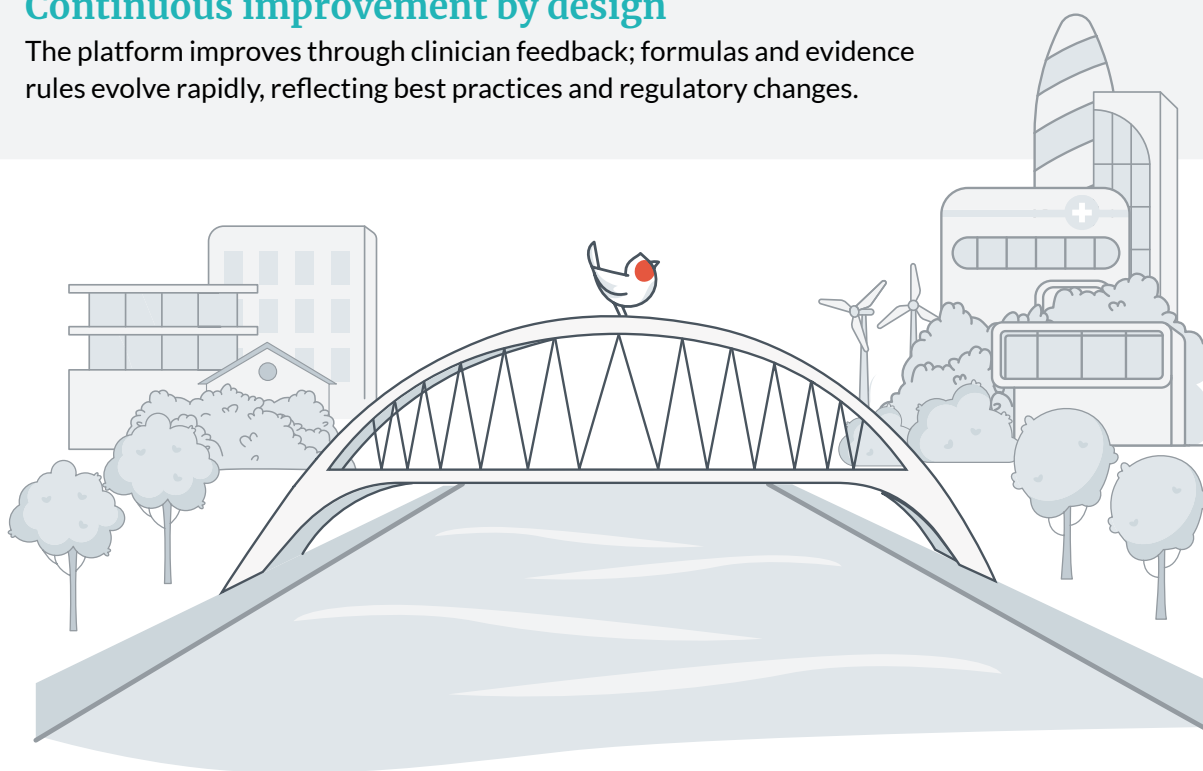 Continuous improvement by design
The platform improves through clinician feedback; formulas and evidence
rules evolve rapidly, reflecting best practices and regulatory changes.